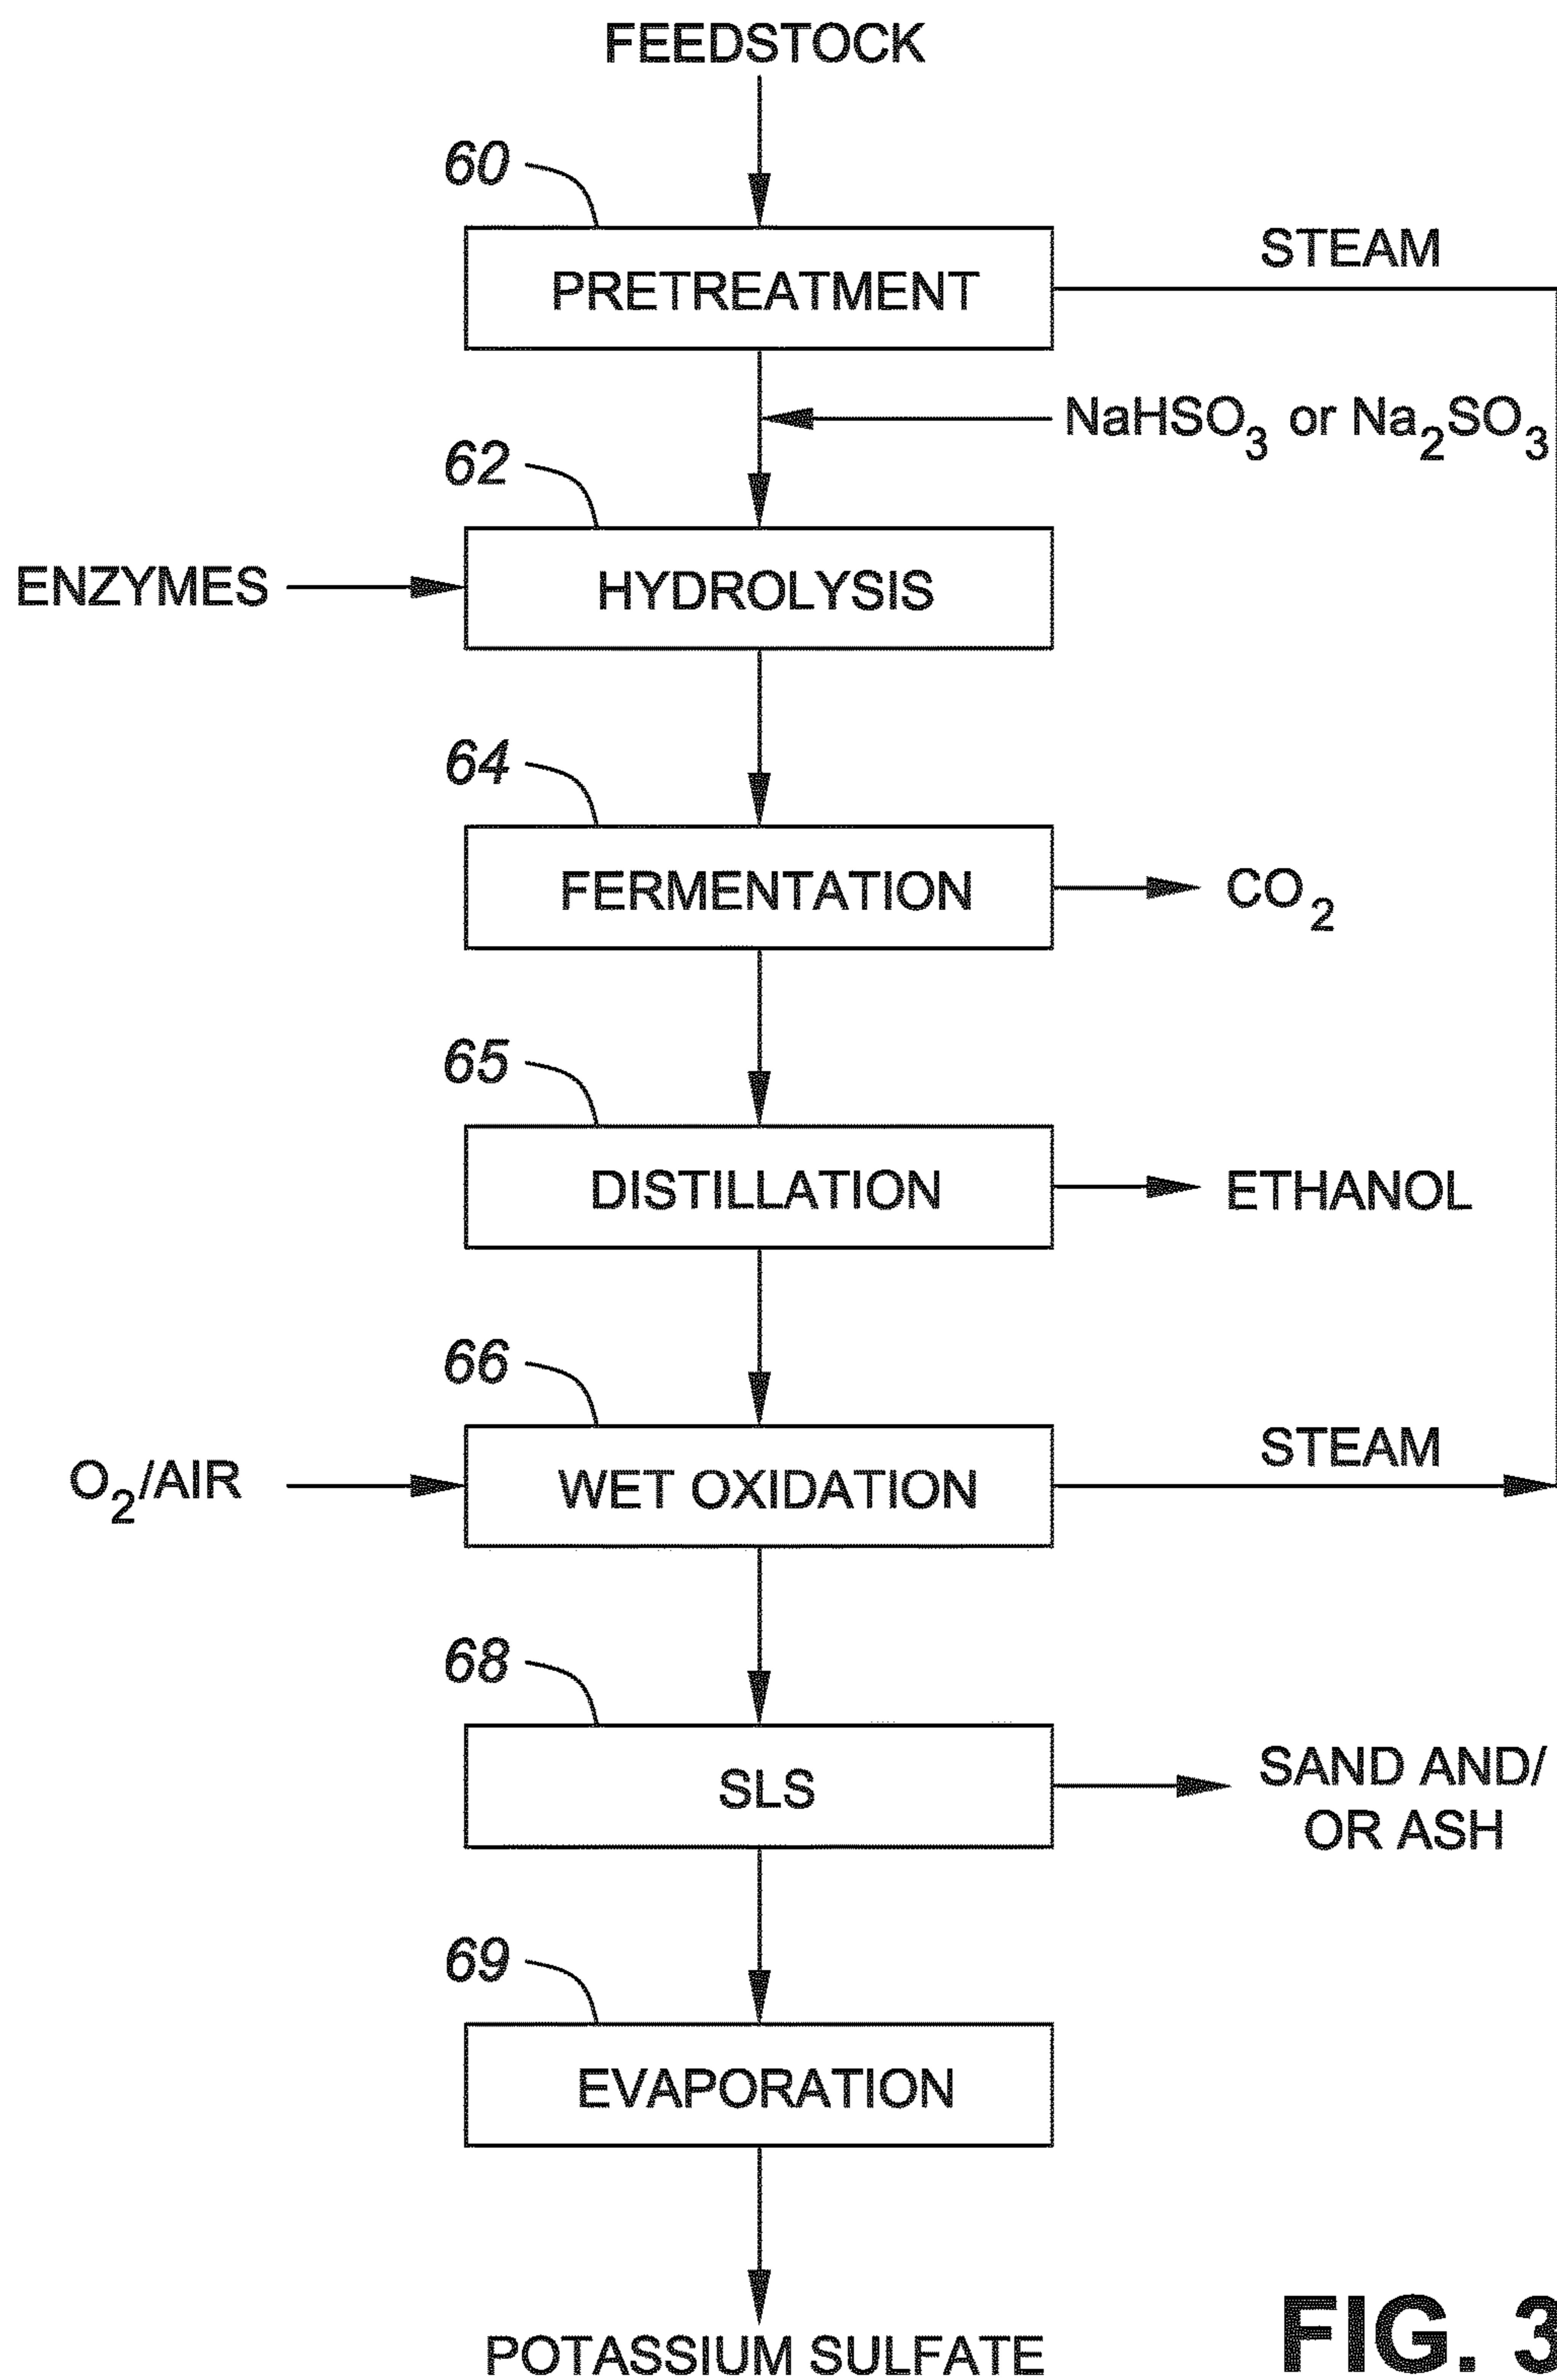 FEEDSTOCK
60
PRETREATMENT
STEAM
NaHSO₃ or Na₂SO₃
62
ENZYMES
HYDROLYSIS
64
FERMENTATION
CO₂
65
DISTILLATION
ETHANOL
66
O₂/AIR
WET OXIDATION
STEAM
68
SLS
SAND AND/
OR ASH
69
EVAPORATION
POTASSIUM SULFATE
FIG. 3